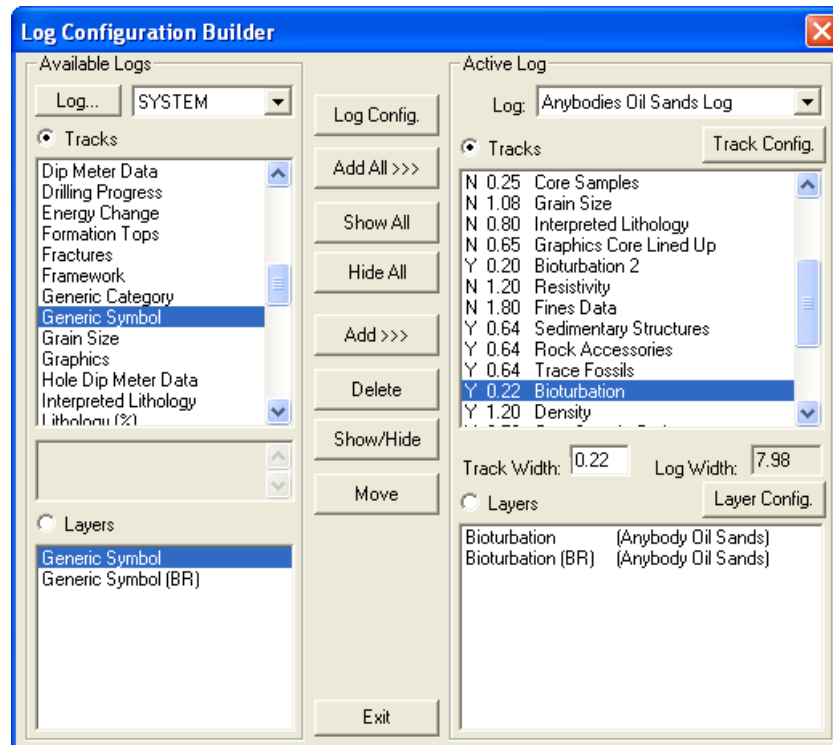 Log Configuration Builder
Available Logs
Log...
SYSTEM
Tracks
Dip Meter Data
Drilling Progress
Energy Change
Formation Tops
Fractures
Framework
Generic Category
Generic Symbol
Grain Size
Graphics
Hole Dip Meter Data
Interpreted Lithology
Lithology (%)
Layers
Generic Symbol
Generic Symbol (BR)
Log Config.
Add All >>>
Show All
Hide All
Add >>>
Delete
Show/Hide
Move
Exit
Active Log
Log: Anybodies Oil Sands Log
Tracks
Track Config.
N 0.25 Core Samples
N 1.08 Grain Size
N 0.80 Interpreted Lithology
N 0.65 Graphics Core Lined Up
Y 0.20 Bioturbation 2
N 1.20 Resistivity
N 1.80 Fines Data
Y 0.64 Sedimentary Structures
Y 0.64 Rock Accessories
Y 0.64 Trace Fossils
Y 0.22 Bioturbation
Y 1.20 Density
Track Width: 0.22 Log Width: 7.98
Layers
Layer Config.
Bioturbation (Anybody Oil Sands)
Bioturbation (BR) (Anybody Oil Sands)